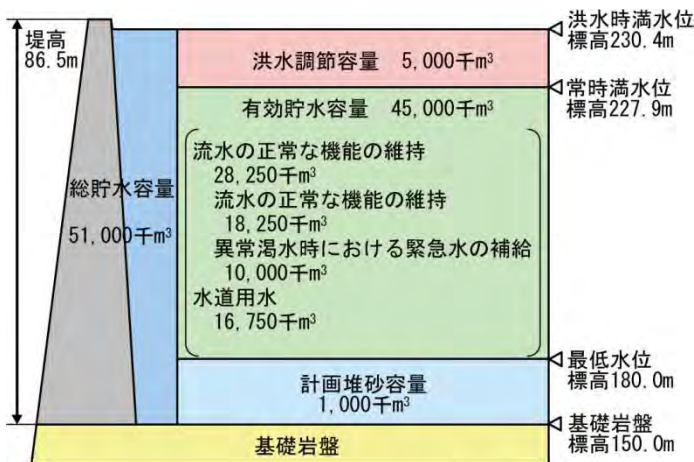 堤高
86.5m
洪水時満水位
標高230.4m
洪水調節容量 5,000千m³
常時満水位
標高227.9m
有効貯水容量 45,000千m³
流水の正常な機能の維持
28,250千m³
流水の正常な機能の維持
18,250千m³
異常渇水時における緊急水の補給
10,000千m³
水道用水
16,750千m³
総貯水容量
51,000千m³
最低水位
標高180.0m
計画堆砂容量
1,000千m³
基礎岩盤
標高150.0m
基礎岩盤